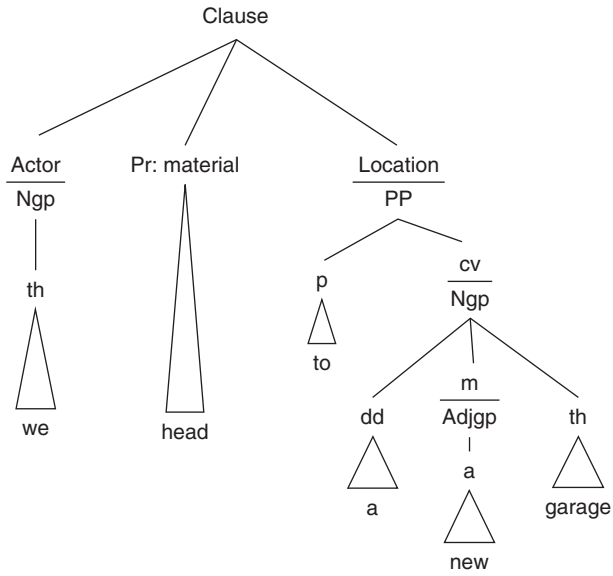 Clause
Actor Pr: material Location
Ngp PP
th p cv
Ngp
to
we head dd m th
Adjgp
a a garage
new